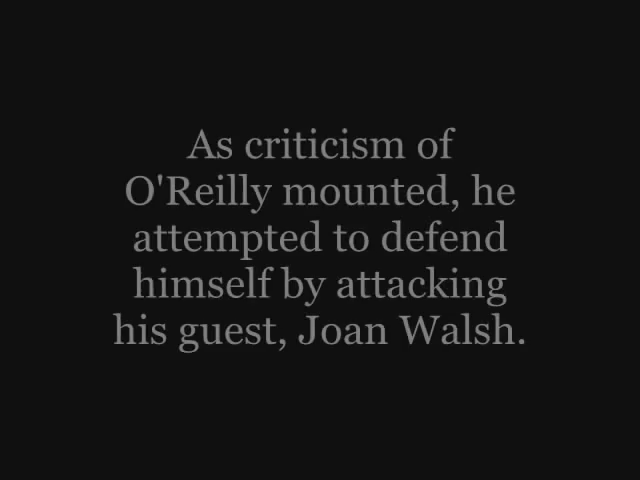 As criticism of
O'Reilly mounted, he
attempted to defend
himself by attacking
his guest, Joan Walsh.